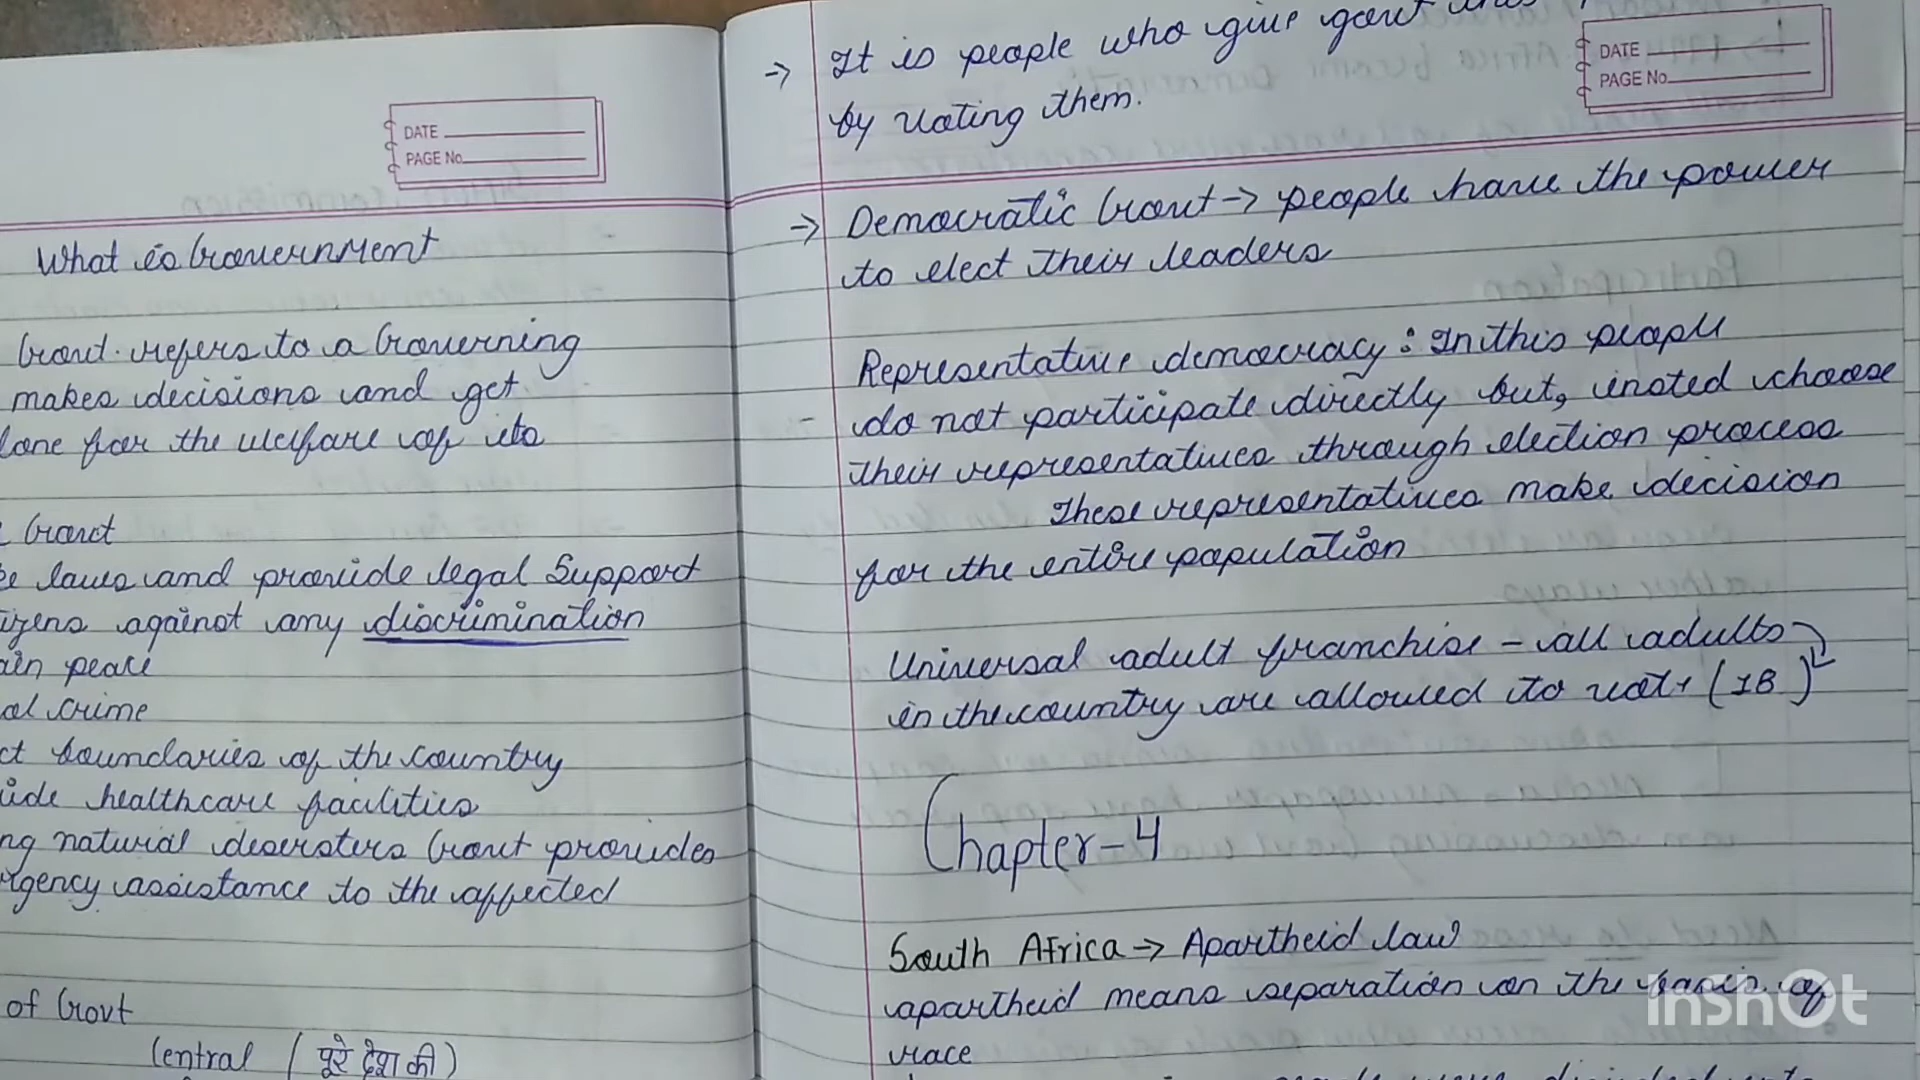 DATE
PAGE No.
What is Government
Govt. refers to a Governing
makes decisions and get
for the welfare of its
Govt
laws and provide legal Support
against any discrimination
peace
crime
boundaries of the country
healthcare facilities
natural desersters Govt provides
assistance to the affected
of Govt
Central (पूरे देश की)
→ It is people who give govt
by voting them.
DATE
PAGE No.
→ Democratic Govt → people have the power
to elect their leaders
Representative democracy : In this people
do not participate directly but, insted choose
their representatives through election process
These representatives make decision
for the entire population
Universal adult franchise - all adults
in the country are allowed to vote (18)
Chapter-4
South Africa → Apartheid law
apartheid means separation on the basis of
race
InShOt